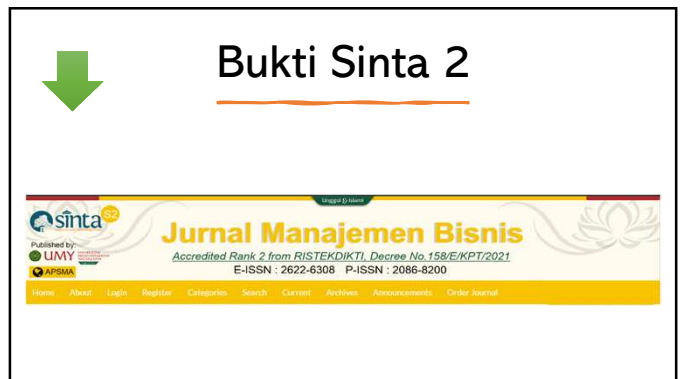 Bukti Sinta 2
Unggul & Islami
sinta S2
Jurnal Manajemen Bisnis
Published by:
UMY
Accredited Rank 2 from RISTEKDIKTI, Decree No.158/E/KPT/2021
E-ISSN : 2622-6308 P-ISSN : 2086-8200
APSMA
Home About Login Register Categories Search Current Archives Announcements Order Journal